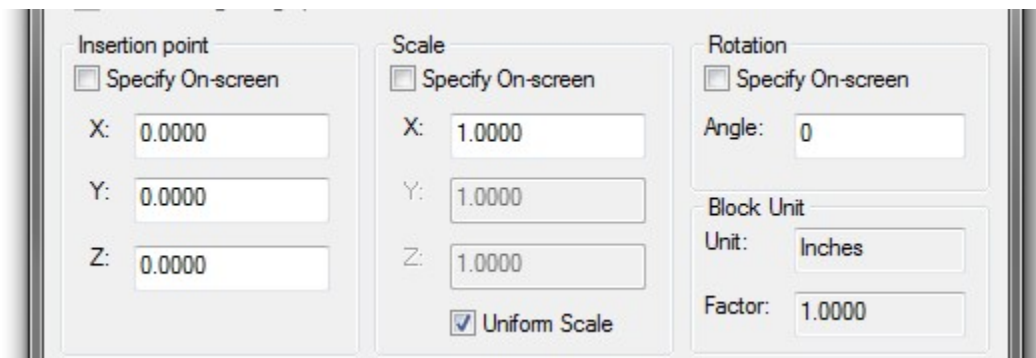 Insertion point
Specify On-screen
X: 0.0000
Y: 0.0000
Z: 0.0000
Scale
Specify On-screen
X: 1.0000
Y: 1.0000
Z: 1.0000
Uniform Scale
Rotation
Specify On-screen
Angle: 0
Block Unit
Unit: Inches
Factor: 1.0000